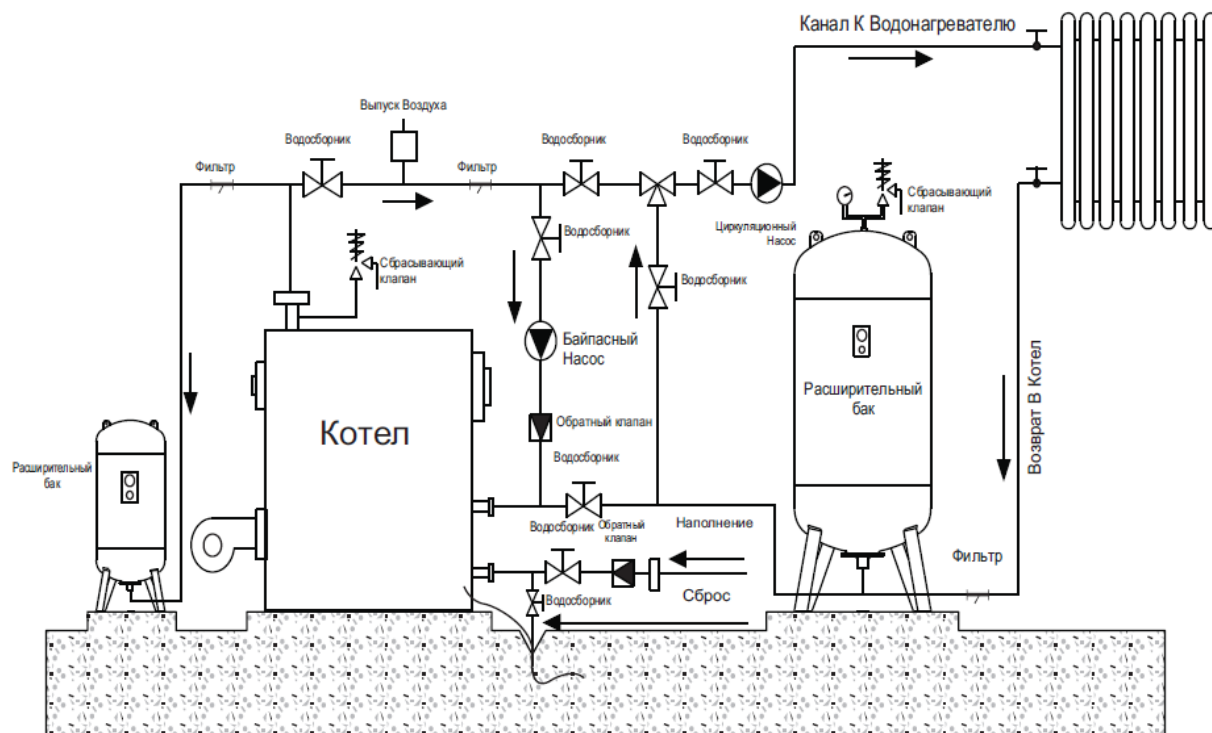 Канал К Водонагревателю
Выпуск Воздуха
Водосборник
Водосборник
Водосборник
Фильтр
Фильтр
Сбрасывающий
клапан
Циркуляционный
Насос
Водосборник
Сбрасывающий
клапан
Водосборник
Байпасный
Насос
Возврат В Котел
Расширительный
бак
Котел
Обратный клапан
Водосборник
Расширительный
бак
Водосборник
Обратный
клапан
Наполнение
Фильтр
Сброс
Водосборник